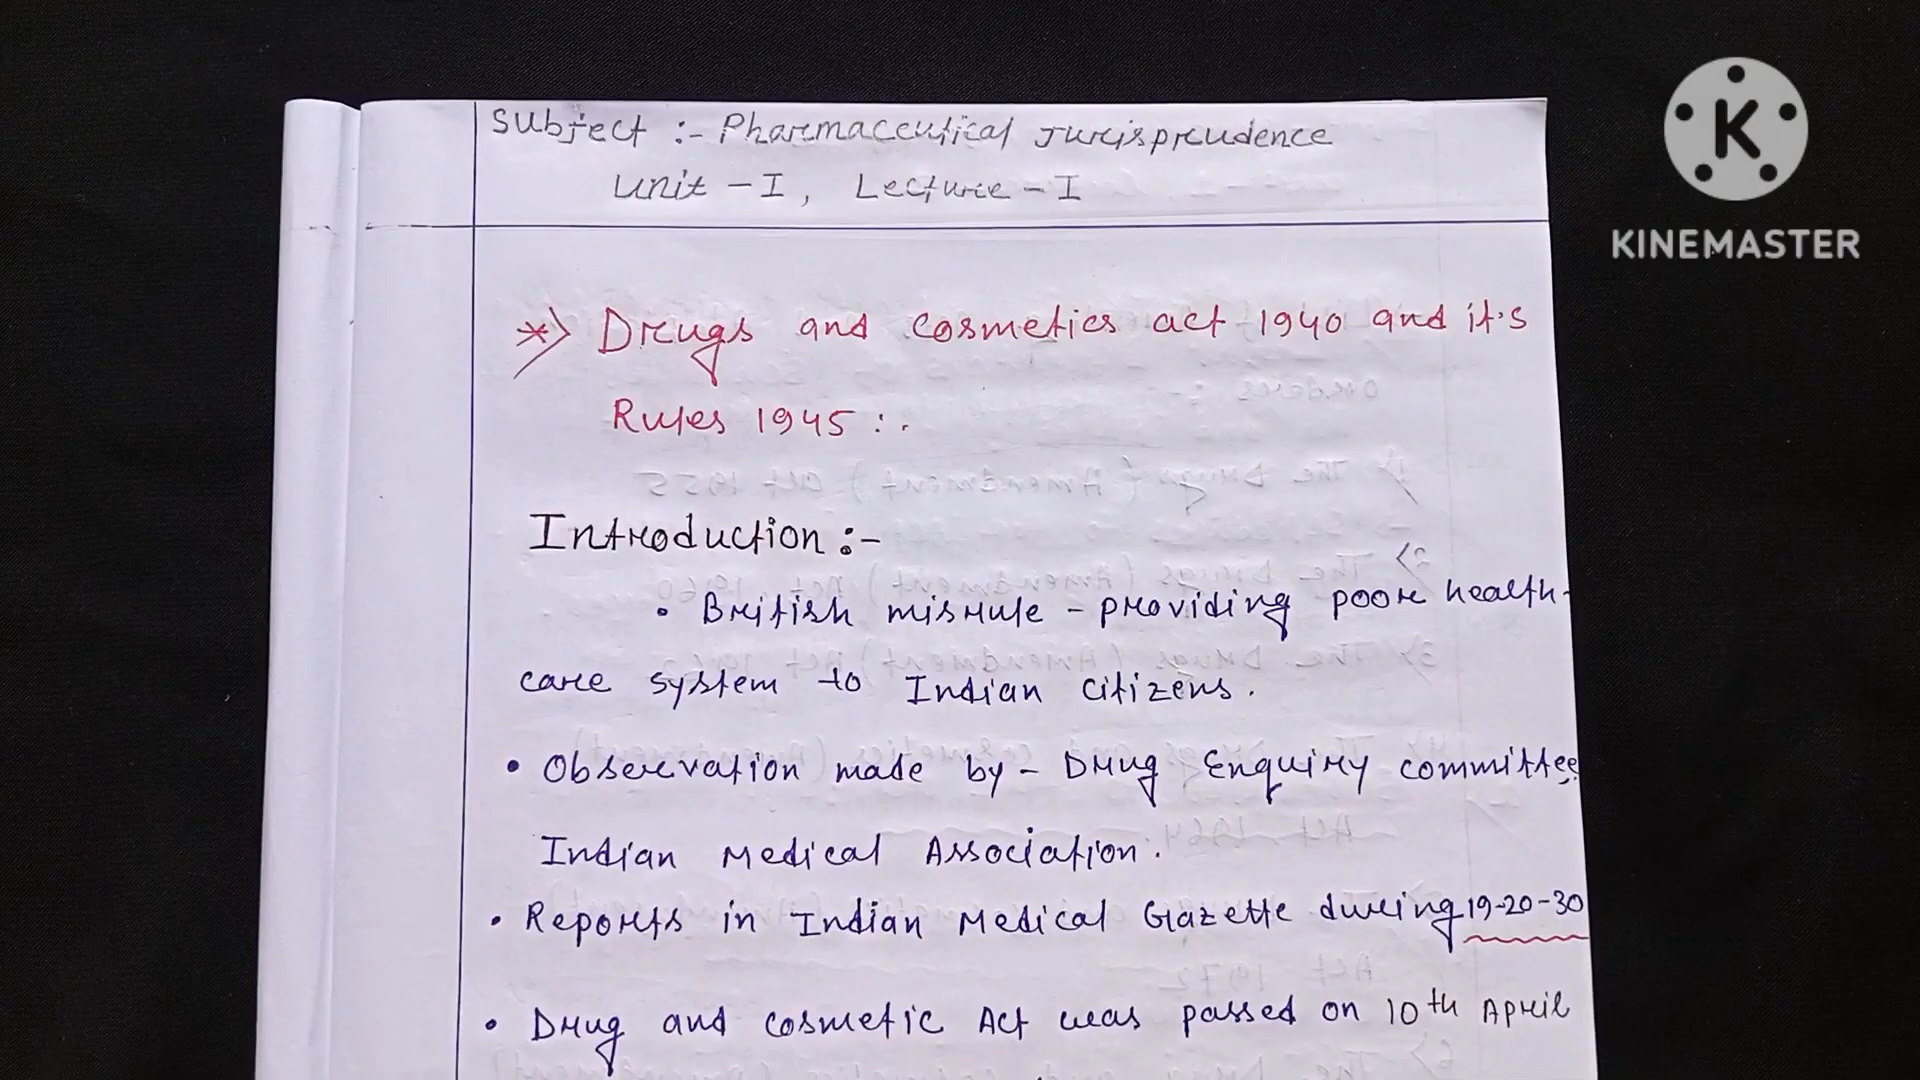 Subject :- Pharmaceutical Jurisprudence
Unit - I, Lecture - I
KINEMASTER
*> Drugs and cosmetics act 1940 and it's
Rules 1945 :.
Introduction :-
• British misrule - providing poor health-
care system to Indian citizens.
• Observation made by - Drug Enquiry committee
Indian Medical Association.
• Reports in Indian Medical Gazette during 19-20-30
• Drug and cosmetic Act was passed on 10th April